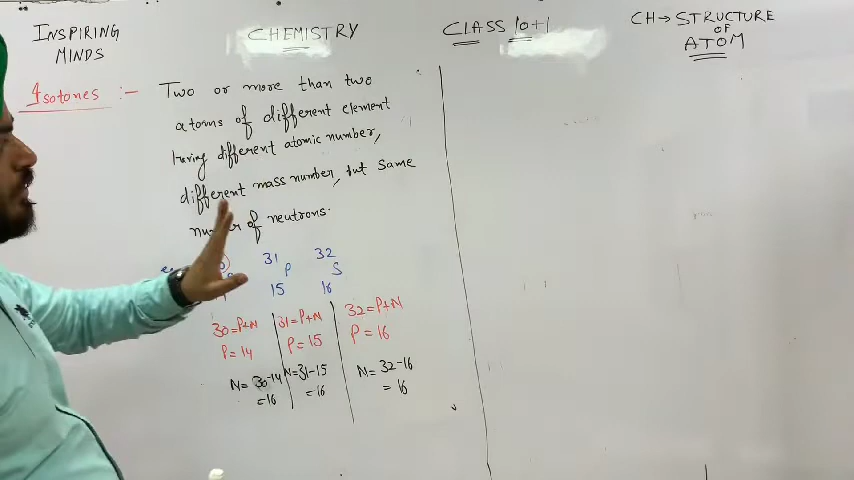 INSPIRING
MINDS
CHEMISTRY
CLASS 10+1
CH→ STRUCTURE
OF
ATOM
Isotones :- Two or more than two
atoms of different element
having different atomic number,
different mass number, but same
of neutrons.
31 32
P S
15 16
30=P+N 31=P+N 32=P+N
P=14 P=15 P=16
N=30-14 N=31-15 N=32-16
=16 =16 =16